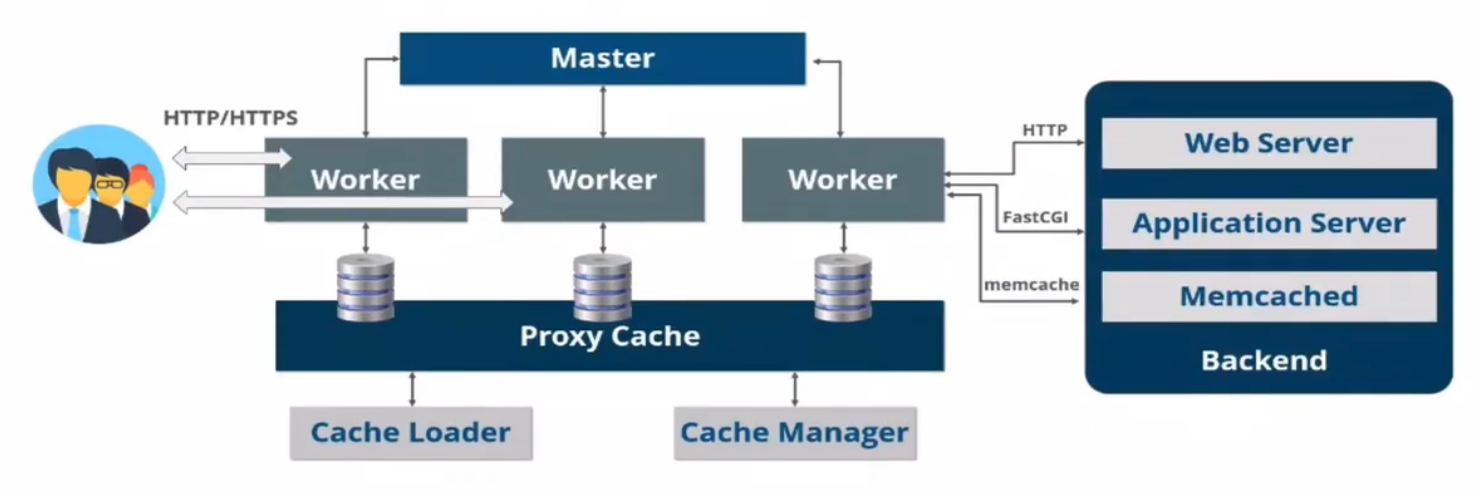 Master
HTTP/HTTPS
Worker
Worker
Worker
HTTP
Web Server
FastCGI
Application Server
memcache
Memcached
Backend
Proxy Cache
Cache Loader
Cache Manager